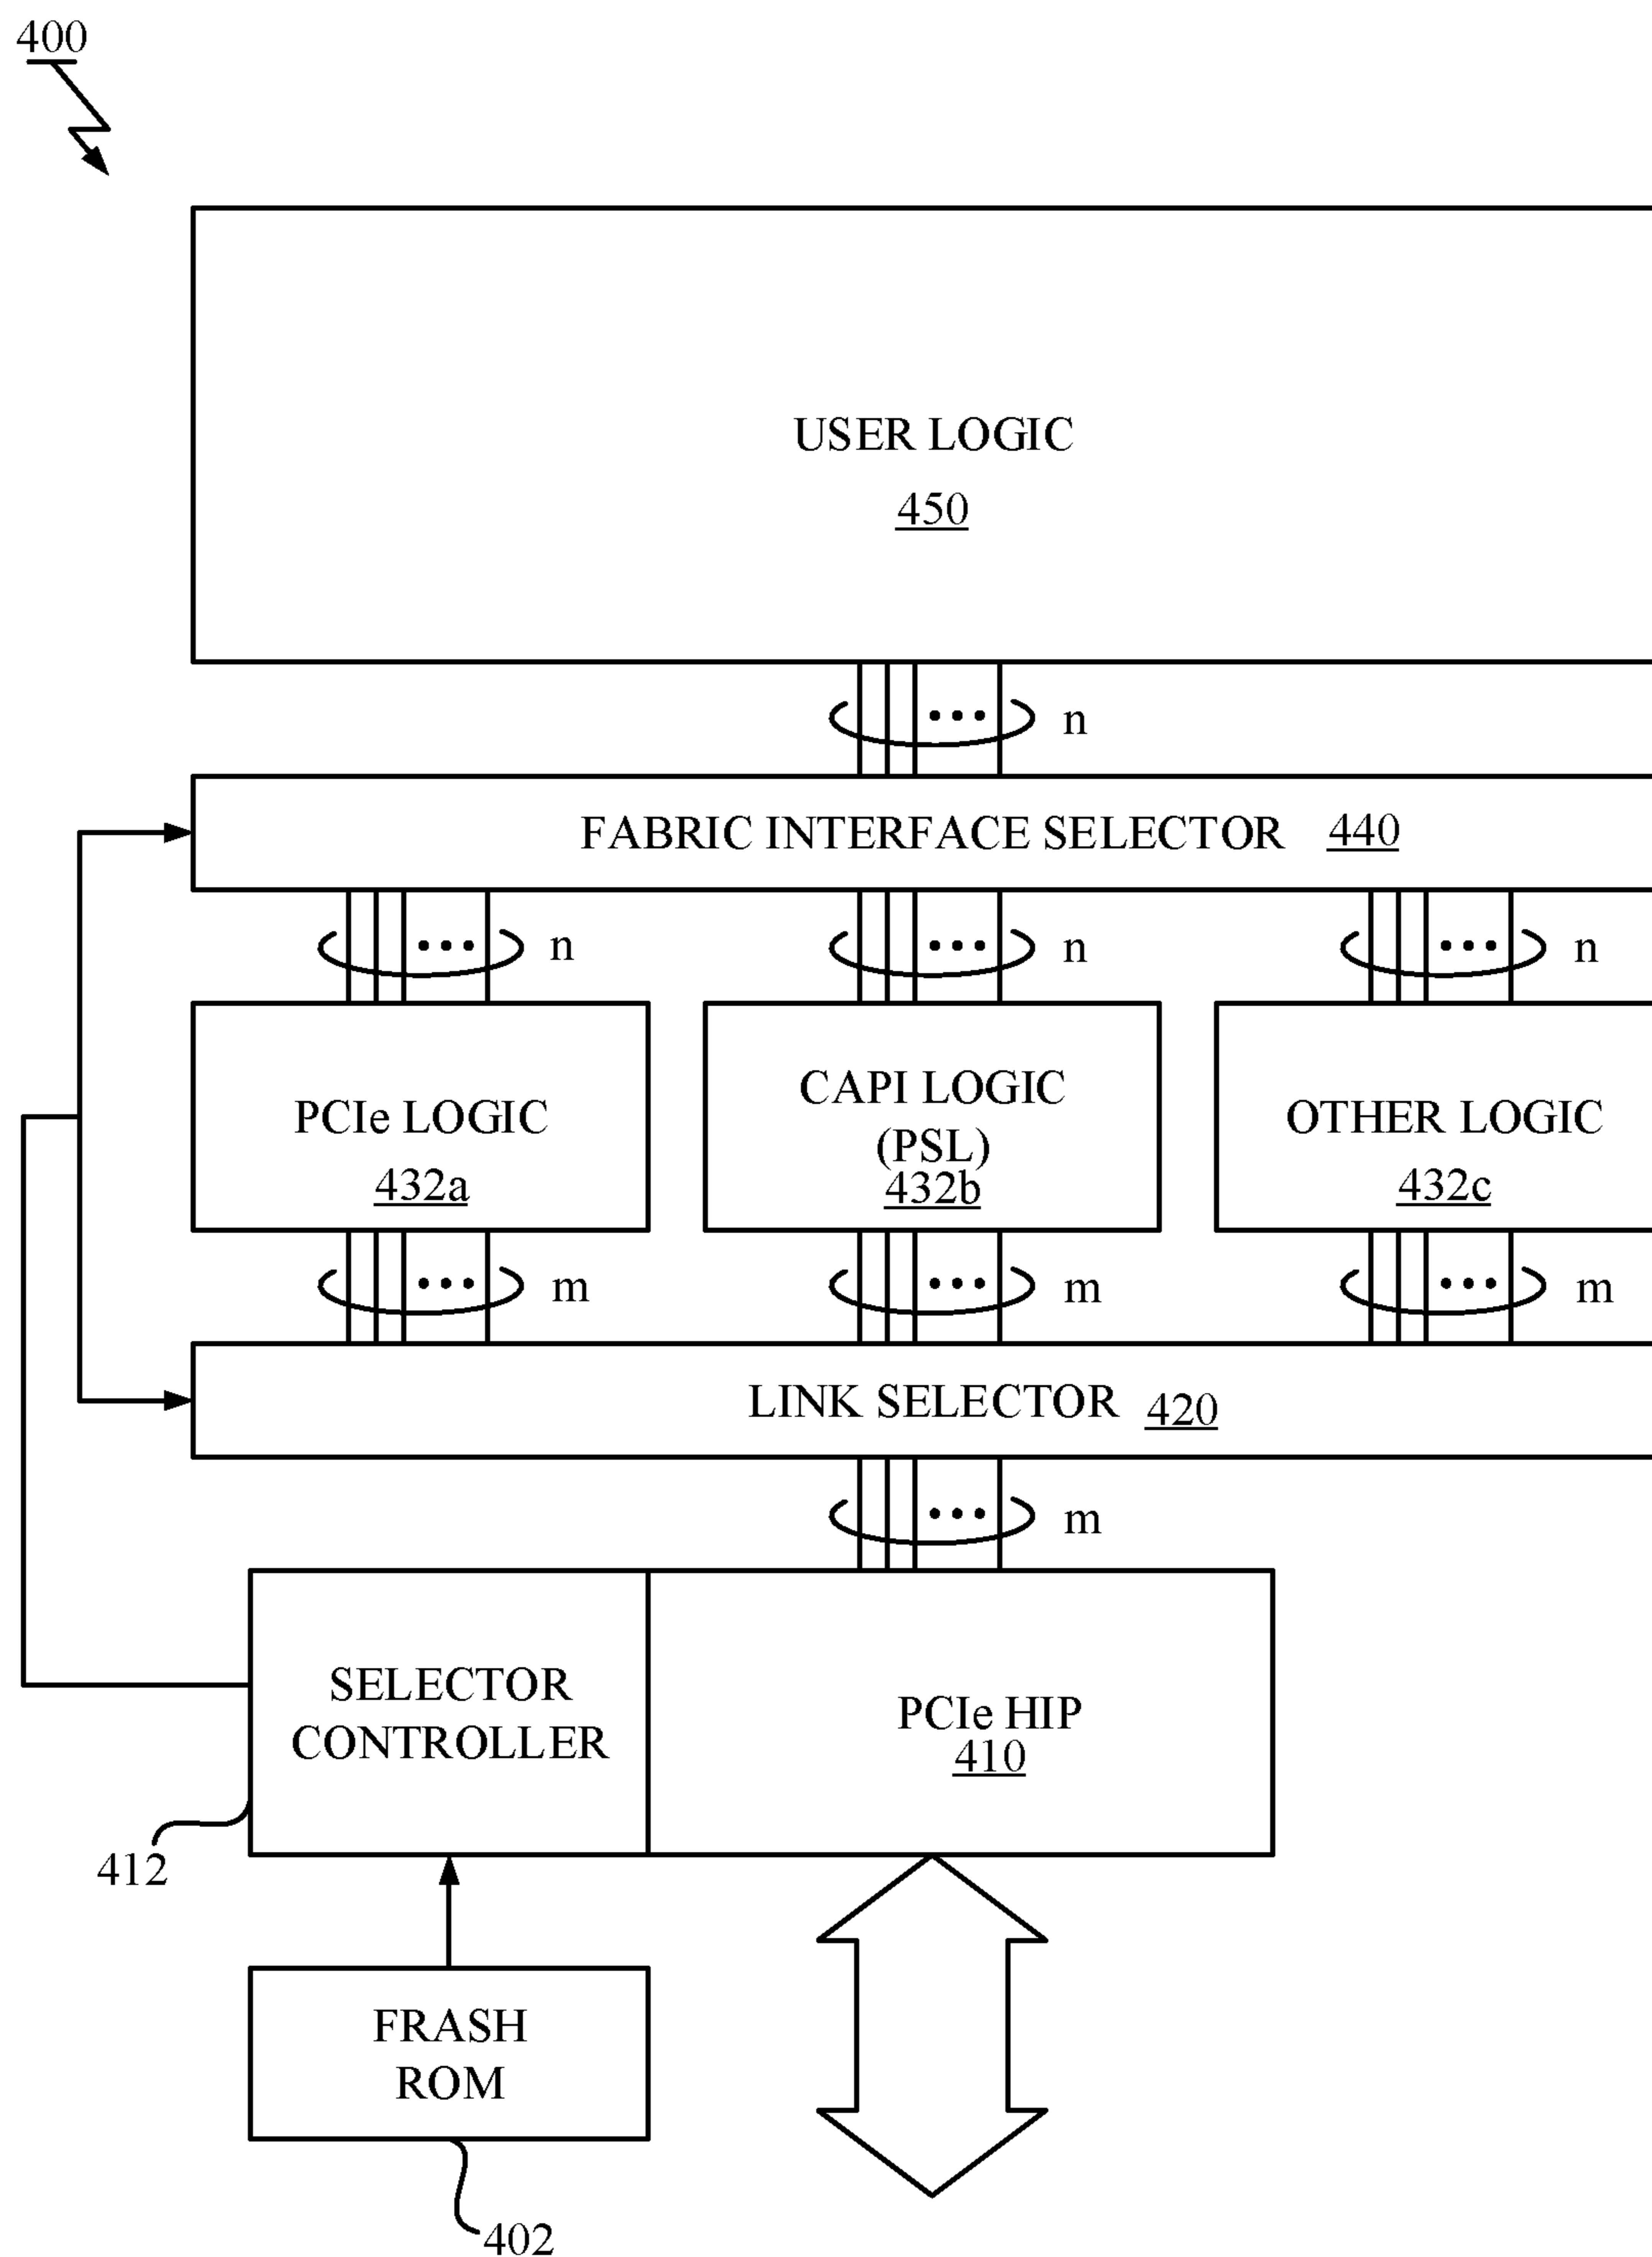 400
USER LOGIC
450
n
FABRIC INTERFACE SELECTOR 440
n n n
PCIe LOGIC
432a
CAPI LOGIC
(PSL)
432b
OTHER LOGIC
432c
m m m
LINK SELECTOR 420
m
SELECTOR
CONTROLLER
412
PCIe HIP
410
FRASH
ROM
402